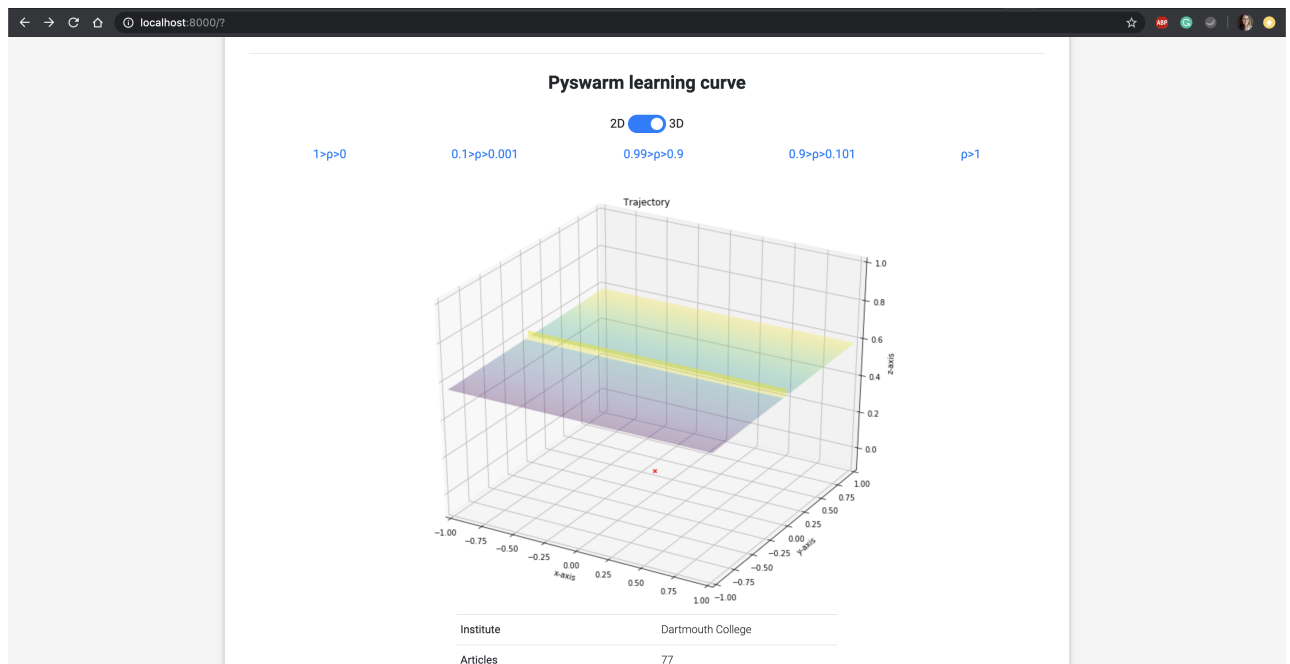 localhost:8000/?
ABP
G
Pyswarm learning curve
2D 3D
1>ρ>0 0.1>ρ>0.001 0.99>ρ>0.9 0.9>ρ>0.101 ρ>1
Trajectory
1.0
0.8
0.6
0.4
0.2
0.0
z-axis
−1.00
−0.75
−0.50
−0.25
0.00
0.25
0.50
0.75
1.00
x-axis
−1.00
−0.75
−0.50
−0.25
0.00
0.25
0.50
0.75
1.00
y-axis
Institute Dartmouth College
Articles 77